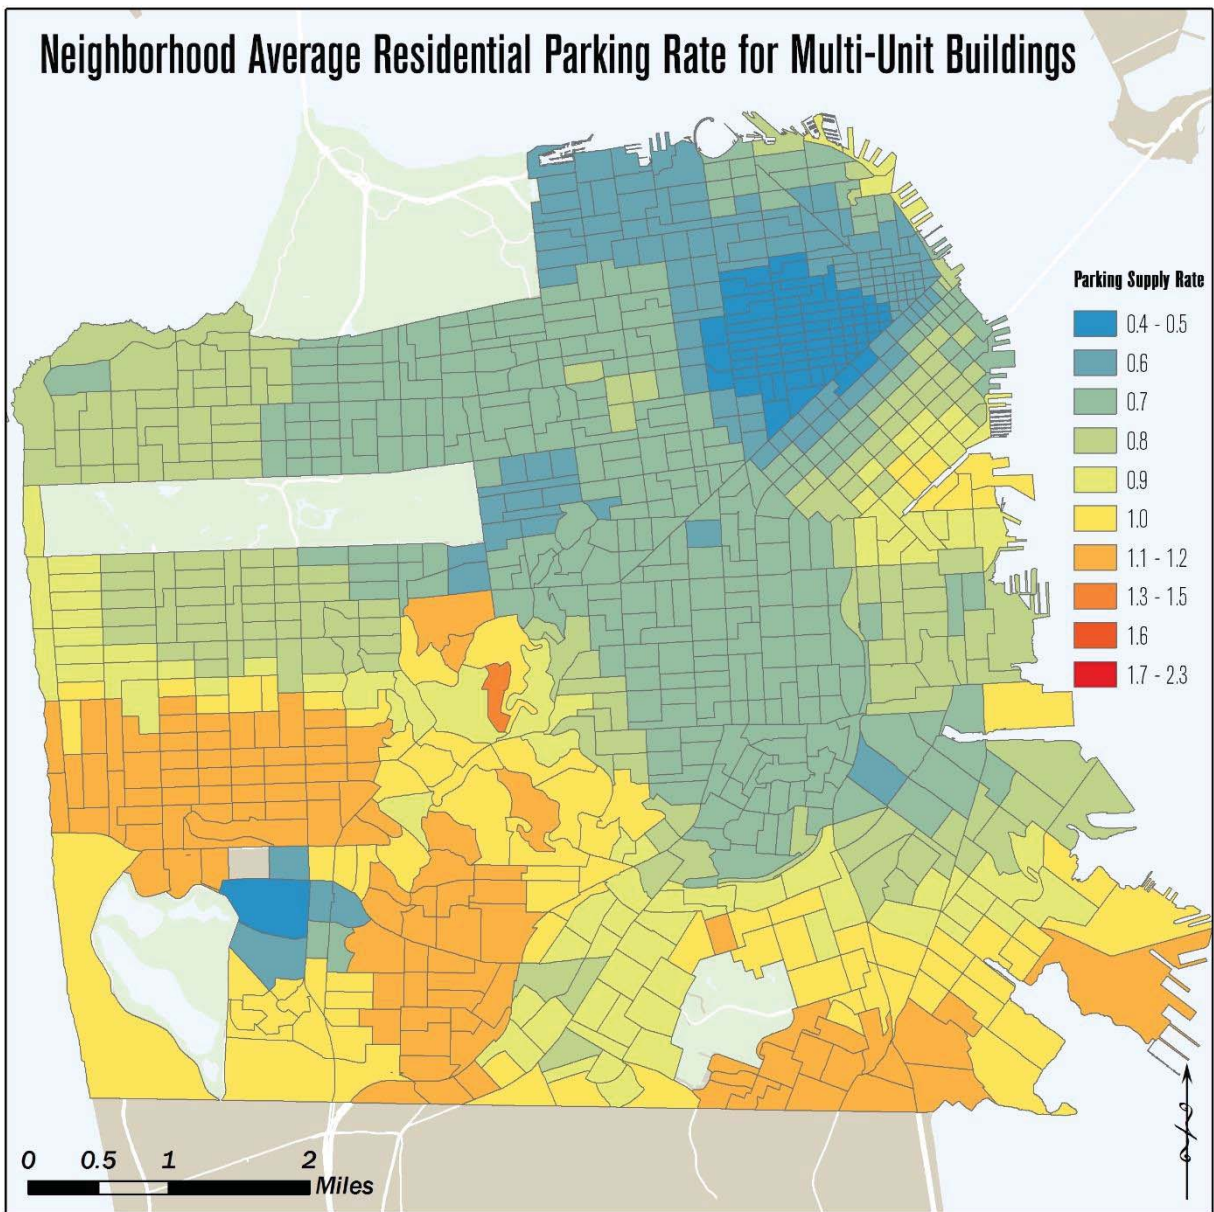 Neighborhood Average Residential Parking Rate for Multi-Unit Buildings
Parking Supply Rate
0.4 - 0.5
0.6
0.7
0.8
0.9
1.0
1.1 - 1.2
1.3 - 1.5
1.6
1.7 - 2.3
0 0.5 1 2
Miles